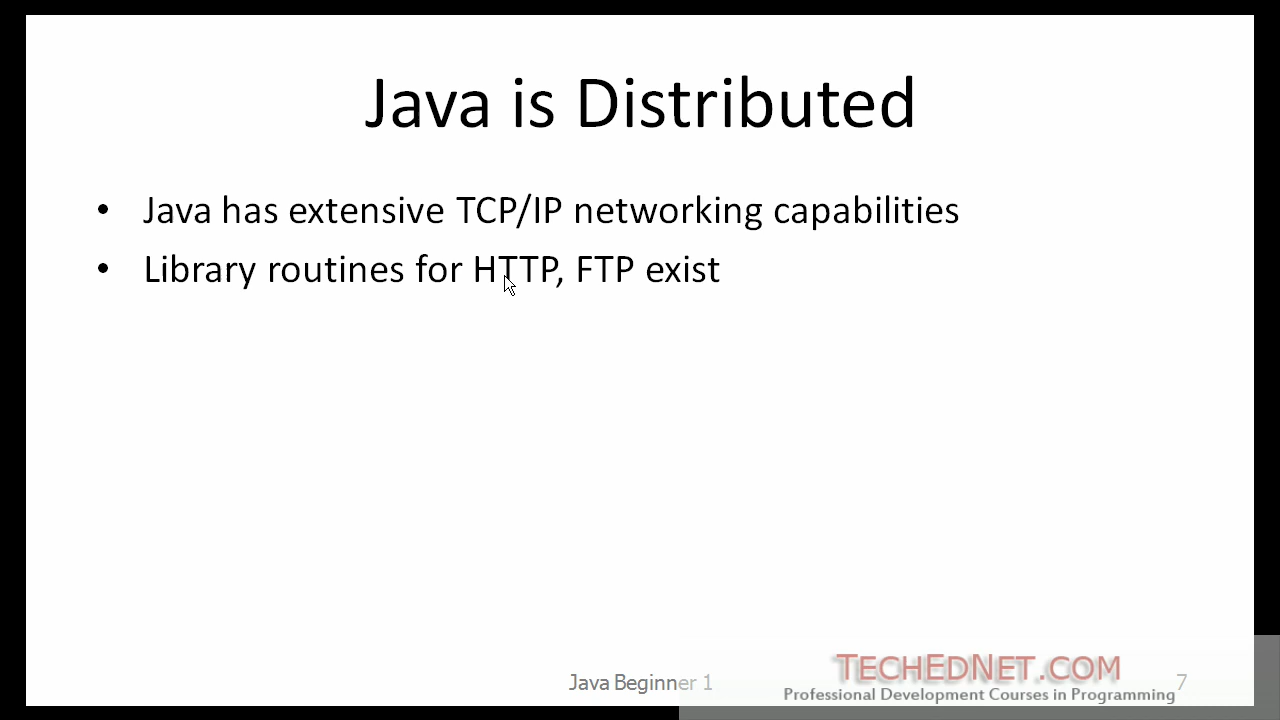 Java is Distributed
• Java has extensive TCP/IP networking capabilities
• Library routines for HTTP, FTP exist
Java Beginner 1
TECHEDNET.COM
Professional Development Courses in Programming
7